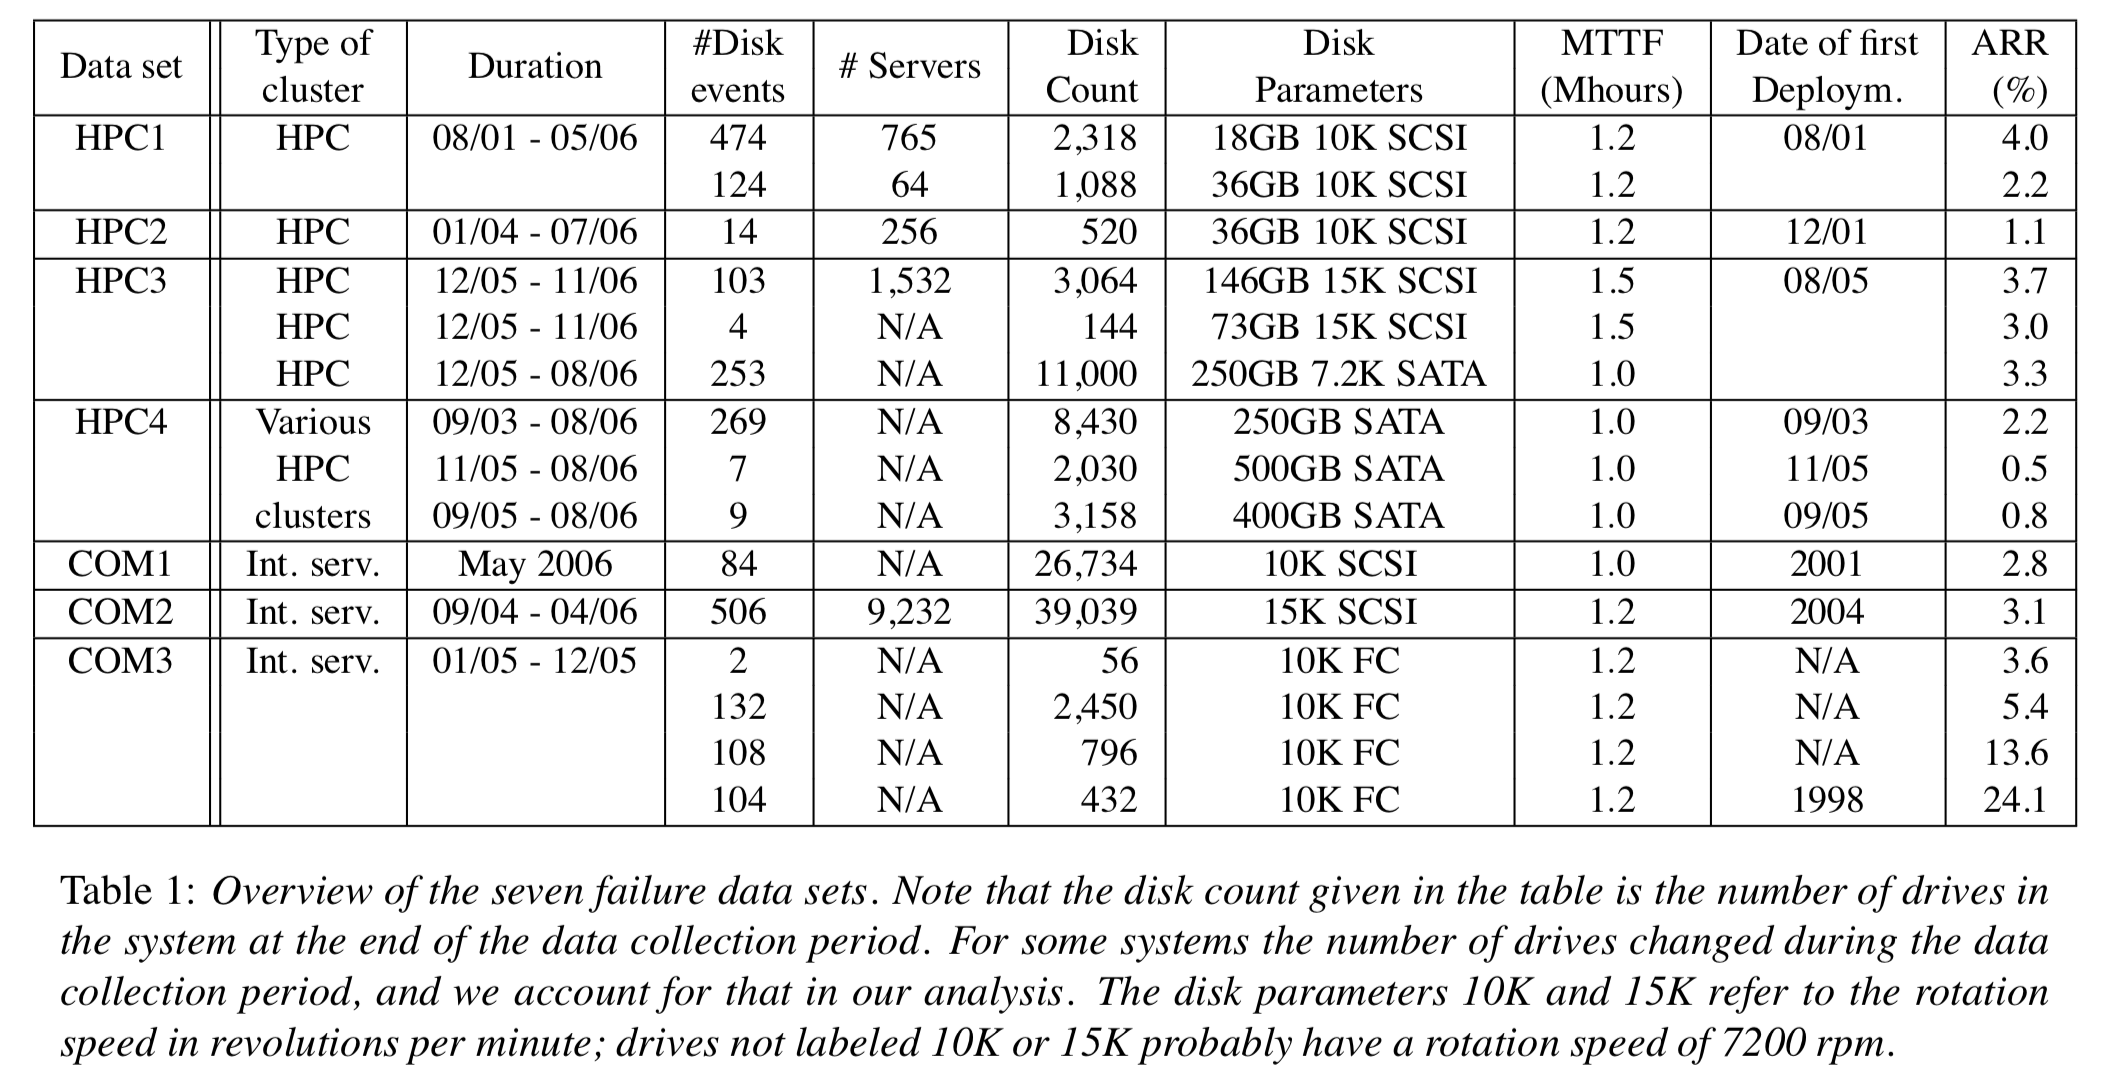 Data set Type of cluster Duration #Disk events # Servers Disk Count Disk Parameters MTTF (Mhours) Date of first Deploym. ARR (%)
HPC1 HPC 08/01 - 05/06 474 765 2,318 18GB 10K SCSI 1.2 08/01 4.0
124 64 1,088 36GB 10K SCSI 1.2 2.2
HPC2 HPC 01/04 - 07/06 14 256 520 36GB 10K SCSI 1.2 12/01 1.1
HPC3 HPC 12/05 - 11/06 103 1,532 3,064 146GB 15K SCSI 1.5 08/05 3.7
HPC 12/05 - 11/06 4 N/A 144 73GB 15K SCSI 1.5 3.0
HPC 12/05 - 08/06 253 N/A 11,000 250GB 7.2K SATA 1.0 3.3
HPC4 Various 09/03 - 08/06 269 N/A 8,430 250GB SATA 1.0 09/03 2.2
HPC 11/05 - 08/06 7 N/A 2,030 500GB SATA 1.0 11/05 0.5
clusters 09/05 - 08/06 9 N/A 3,158 400GB SATA 1.0 09/05 0.8
COM1 Int. serv. May 2006 84 N/A 26,734 10K SCSI 1.0 2001 2.8
COM2 Int. serv. 09/04 - 04/06 506 9,232 39,039 15K SCSI 1.2 2004 3.1
COM3 Int. serv. 01/05 - 12/05 2 N/A 56 10K FC 1.2 N/A 3.6
132 N/A 2,450 10K FC 1.2 N/A 5.4
108 N/A 796 10K FC 1.2 N/A 13.6
104 N/A 432 10K FC 1.2 1998 24.1
Table 1: Overview of the seven failure data sets. Note that the disk count given in the table is the number of drives in
the system at the end of the data collection period. For some systems the number of drives changed during the data
collection period, and we account for that in our analysis. The disk parameters 10K and 15K refer to the rotation
speed in revolutions per minute; drives not labeled 10K or 15K probably have a rotation speed of 7200 rpm.